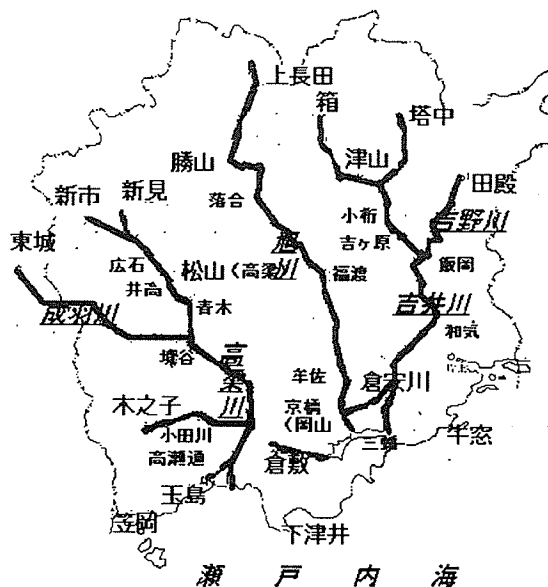 上長田
箱
塔中
勝山
津山
田殿
新市
新見
落合
小桁
吉野川
東城
旭川
吉ヶ原
広石
松山(高梁)
福渡
飯岡
井高
吉井川
成羽川
青木
和気
高梁川
牟佐
倉安川
木之子
京橋
(岡山
小田川
三蟠
牛窓
高瀬通
倉敷
玉島
笠岡
下津井
瀬戸内海